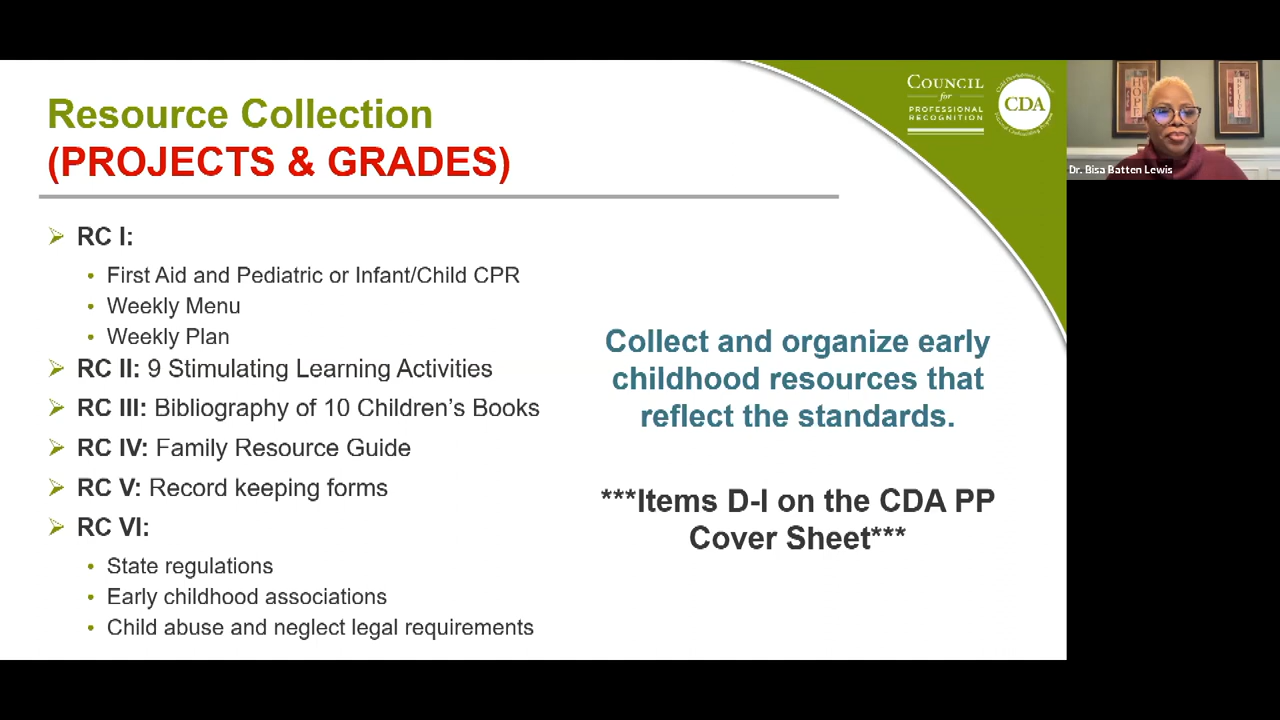 Resource Collection
(PROJECTS & GRADES)
RC I:
First Aid and Pediatric or Infant/Child CPR
Weekly Menu
Weekly Plan
RC II: 9 Stimulating Learning Activities
RC III: Bibliography of 10 Children's Books
RC IV: Family Resource Guide
RC V: Record keeping forms
RC VI:
State regulations
Early childhood associations
Child abuse and neglect legal requirements
Collect and organize early
childhood resources that
reflect the standards.
***Items D-I on the CDA PP
Cover Sheet***
COUNCIL
for
PROFESSIONAL
RECOGNITION
CDA
HOPE
Dr. Bisa Batten Lewis